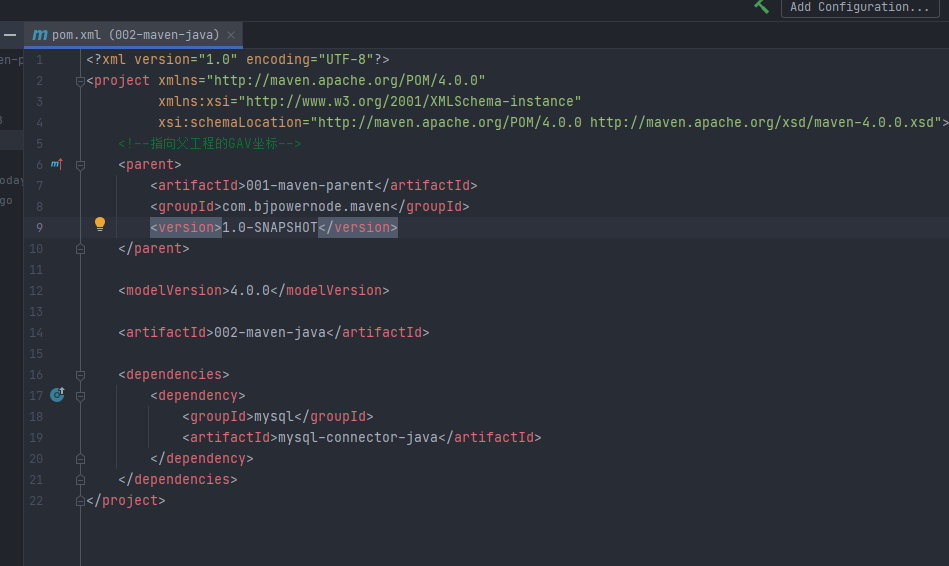 Add Configuration...
pom.xml (002-maven-java)
1 <?xml version="1.0" encoding="UTF-8"?>
2 <project xmlns="http://maven.apache.org/POM/4.0.0"
3 xmlns:xsi="http://www.w3.org/2001/XMLSchema-instance"
4 xsi:schemaLocation="http://maven.apache.org/POM/4.0.0 http://maven.apache.org/xsd/maven-4.0.0.xsd">
5 <!--指向父工程的GAV坐标-->
6 <parent>
7 <artifactId>001-maven-parent</artifactId>
8 <groupId>com.bjpowernode.maven</groupId>
9 <version>1.0-SNAPSHOT</version>
10 </parent>
11
12 <modelVersion>4.0.0</modelVersion>
13
14 <artifactId>002-maven-java</artifactId>
15
16 <dependencies>
17 <dependency>
18 <groupId>mysql</groupId>
19 <artifactId>mysql-connector-java</artifactId>
20 </dependency>
21 </dependencies>
22 </project>